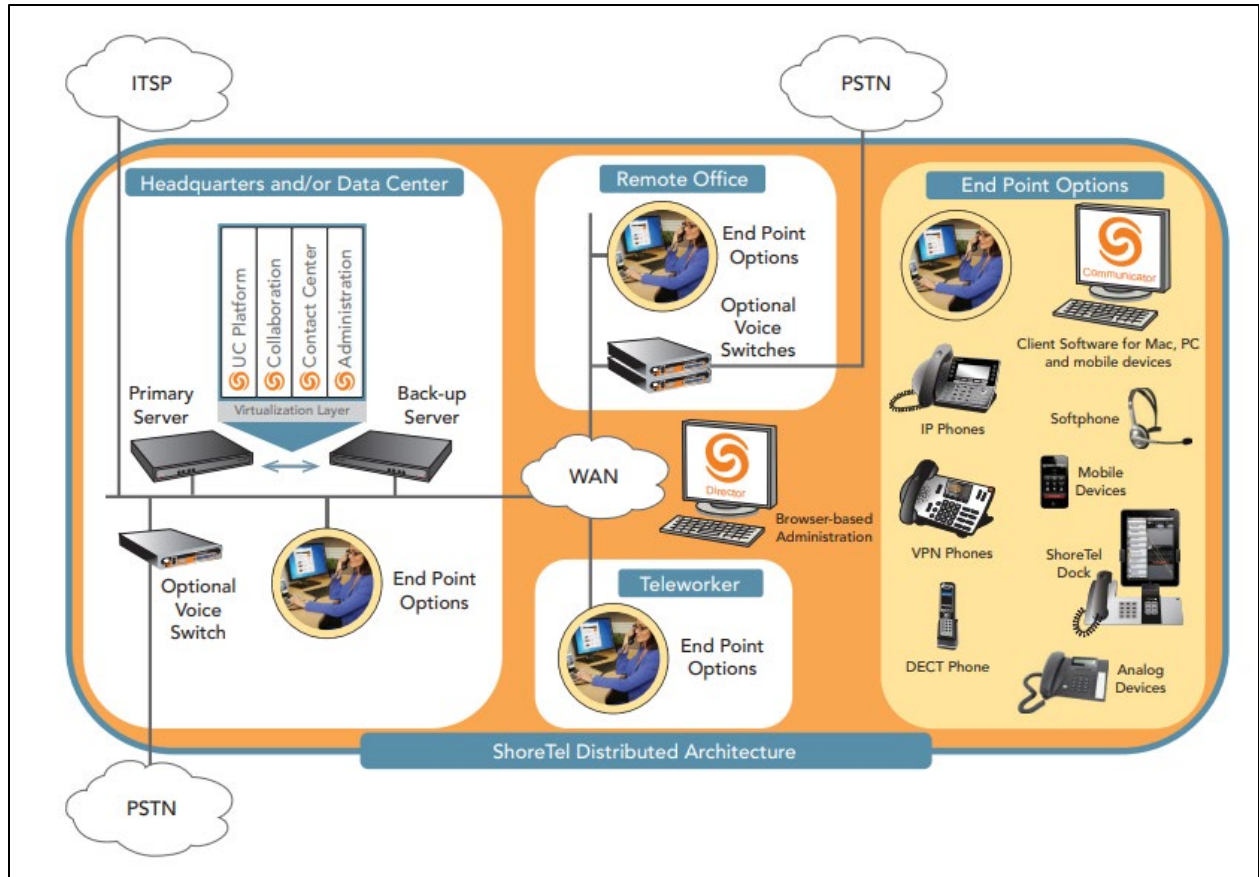 ITSP
PSTN
Headquarters and/or Data Center
UC Platform
Collaboration
Contact Center
Administration
Virtualization Layer
Primary
Server
Back-up
Server
Optional
Voice
Switch
End Point
Options
PSTN
Remote Office
End Point
Options
Optional
Voice
Switches
WAN
Director
Browser-based
Administration
Teleworker
End Point
Options
End Point Options
Communicator
Client Software for Mac, PC
and mobile devices
IP Phones
Softphone
Mobile
Devices
VPN Phones
ShoreTel
Dock
DECT Phone
Analog
Devices
ShoreTel Distributed Architecture